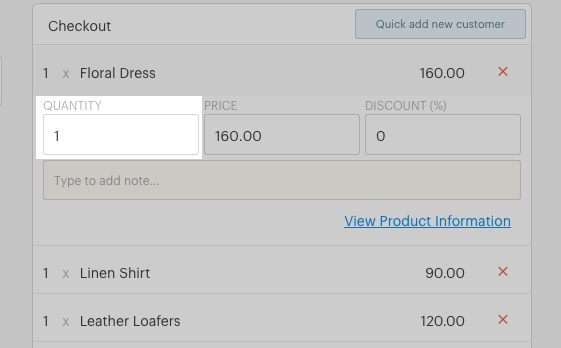 Checkout Quick add new customer
1 x Floral Dress 160.00 ×
QUANTITY PRICE DISCOUNT (%)
1 160.00 0
Type to add note...
View Product Information
1 x Linen Shirt 90.00 ×
1 x Leather Loafers 120.00 ×